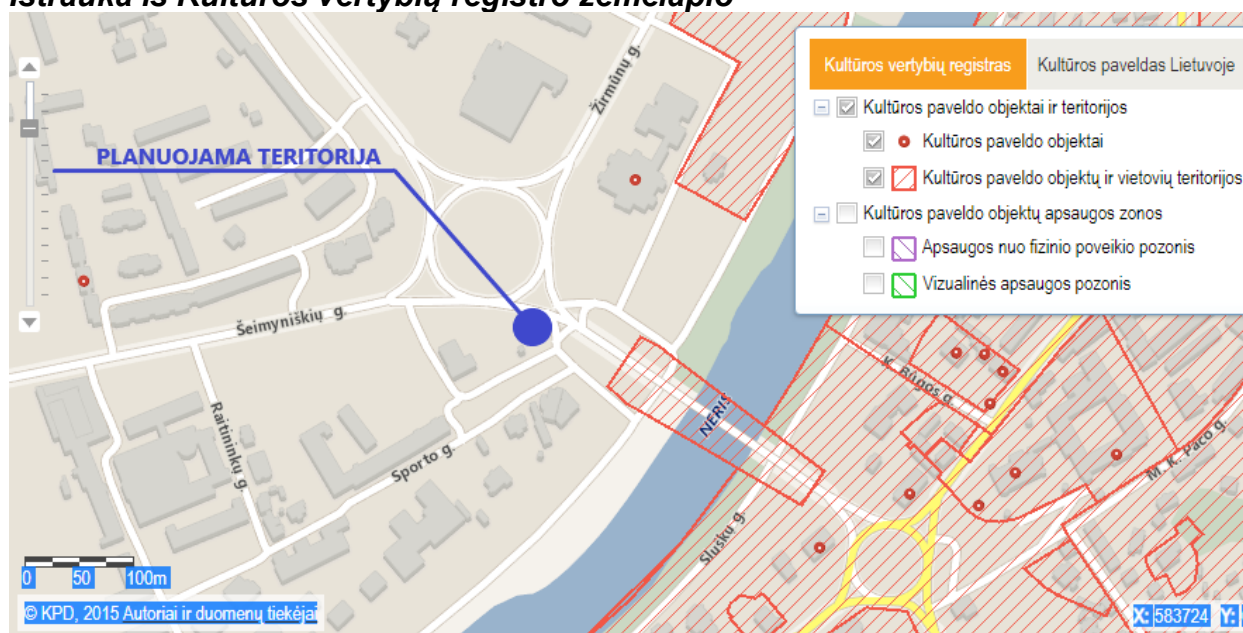 Ištrauka iš Kultūros vertybių registro žemėlapio
Kultūros vertybių registras
Kultūros paveldas Lietuvoje
Kultūros paveldo objektai ir teritorijos
Kultūros paveldo objektai
Kultūros paveldo objektų ir vietovių teritorijos
Kultūros paveldo objektų apsaugos zonos
Apsaugos nuo fizinio poveikio pozonis
Vizualinės apsaugos pozonis
PLANUOJAMA TERITORIJA
Žirmūnų g.
Šeimyniškių g.
Raitininkų g.
Sporto g.
NERIS
K. Būgos g.
M. K. Paco g.
Slušku g.
0 50 100m
© KPD, 2015 Autoriai ir duomenų tiekėjai
X: 583724 Y: